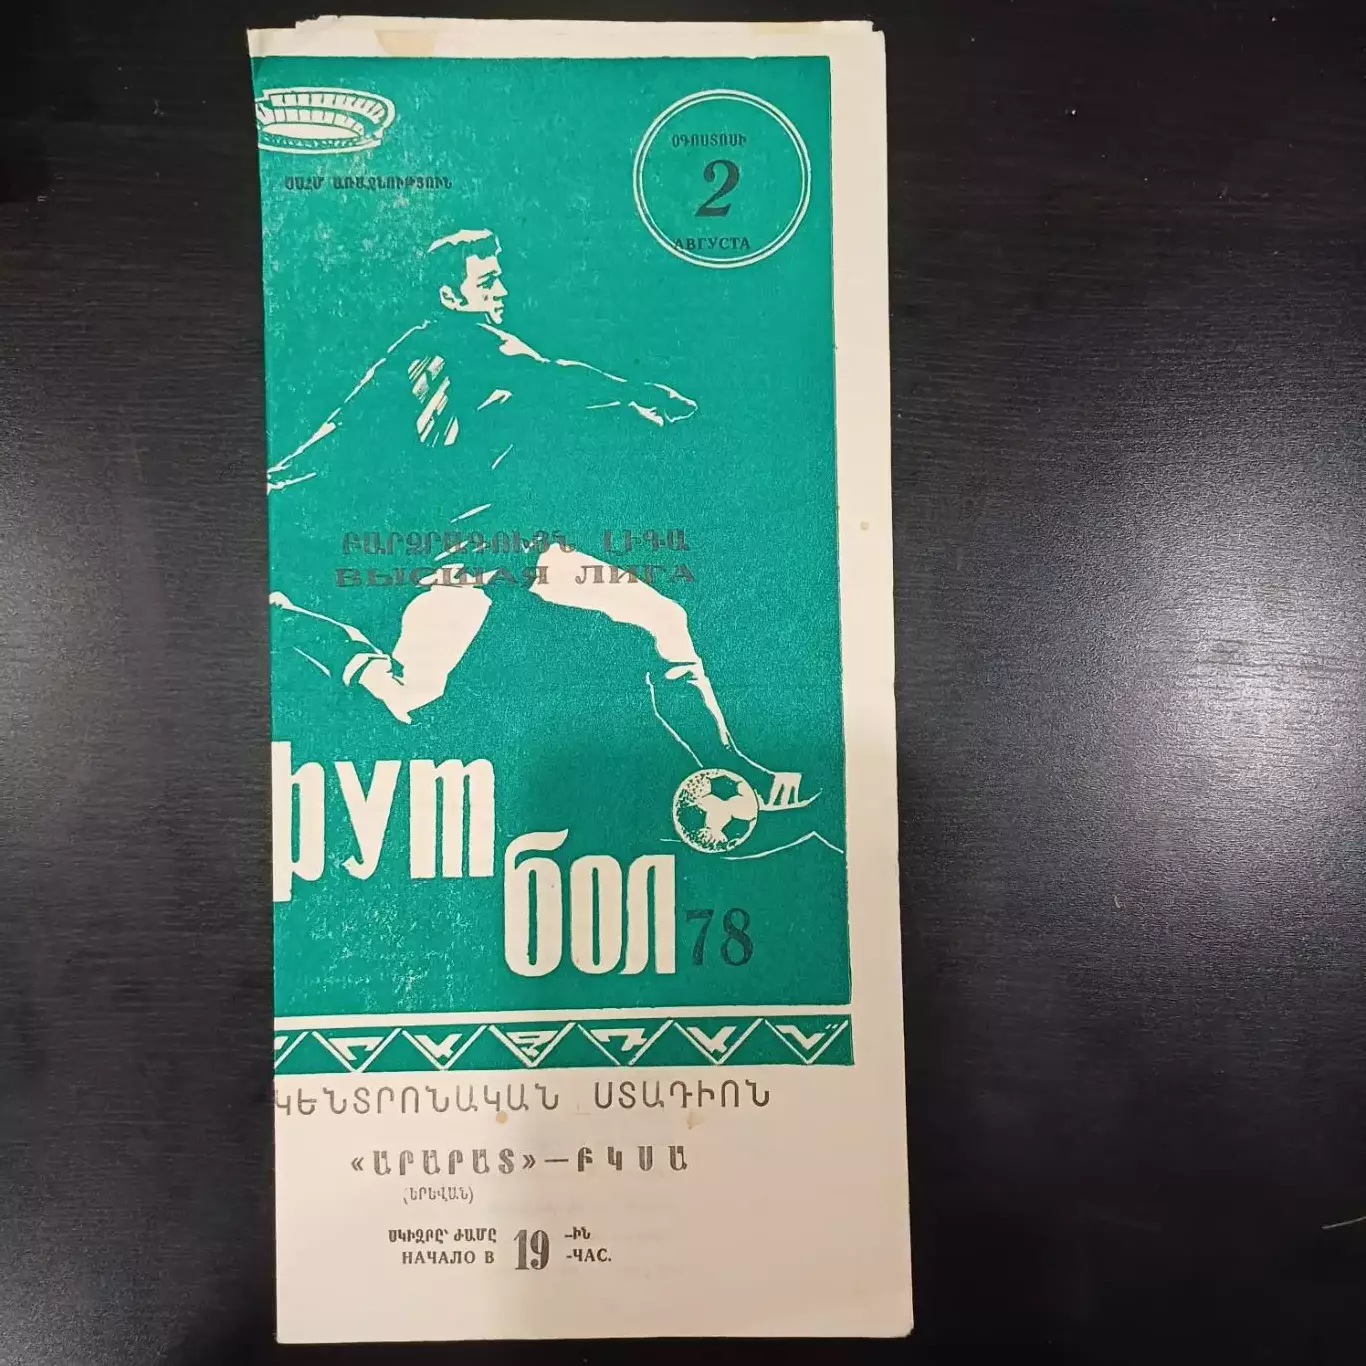 ՕԳՈՍՏՈՍԻ
2
АВГУСТА
ՍՍՀՄ ԱՌԱՋՆՈՒԹՅՈՒՆ
ԲԱՐՁՐԱԳՈՒՅՆ ԼԻԳԱ
ВЫСШАЯ ЛИГА
фут
бол 78
ԿԵՆՏՐՈՆԱԿԱՆ ՍՏԱԴԻՈՆ
«ԱՐԱՐԱՏ»—ԲԿՍԱ
(ԵՐԵՎԱՆ)
ՍԿԻԶԲԸ՝ ԺԱՄԸ 19 -ԻՆ
НАЧАЛО В 19 -ЧАС.